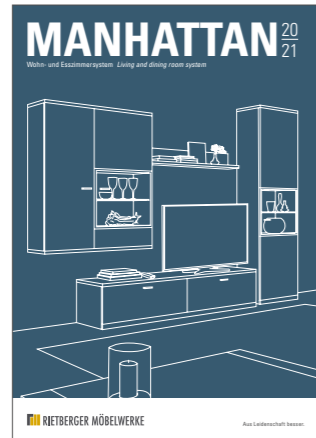 MANHATTAN 20
21
Wohn- und Esszimmersystem Living and dining room system
RIETBERGER MÖBELWERKE
Aus Leidenschaft besser.